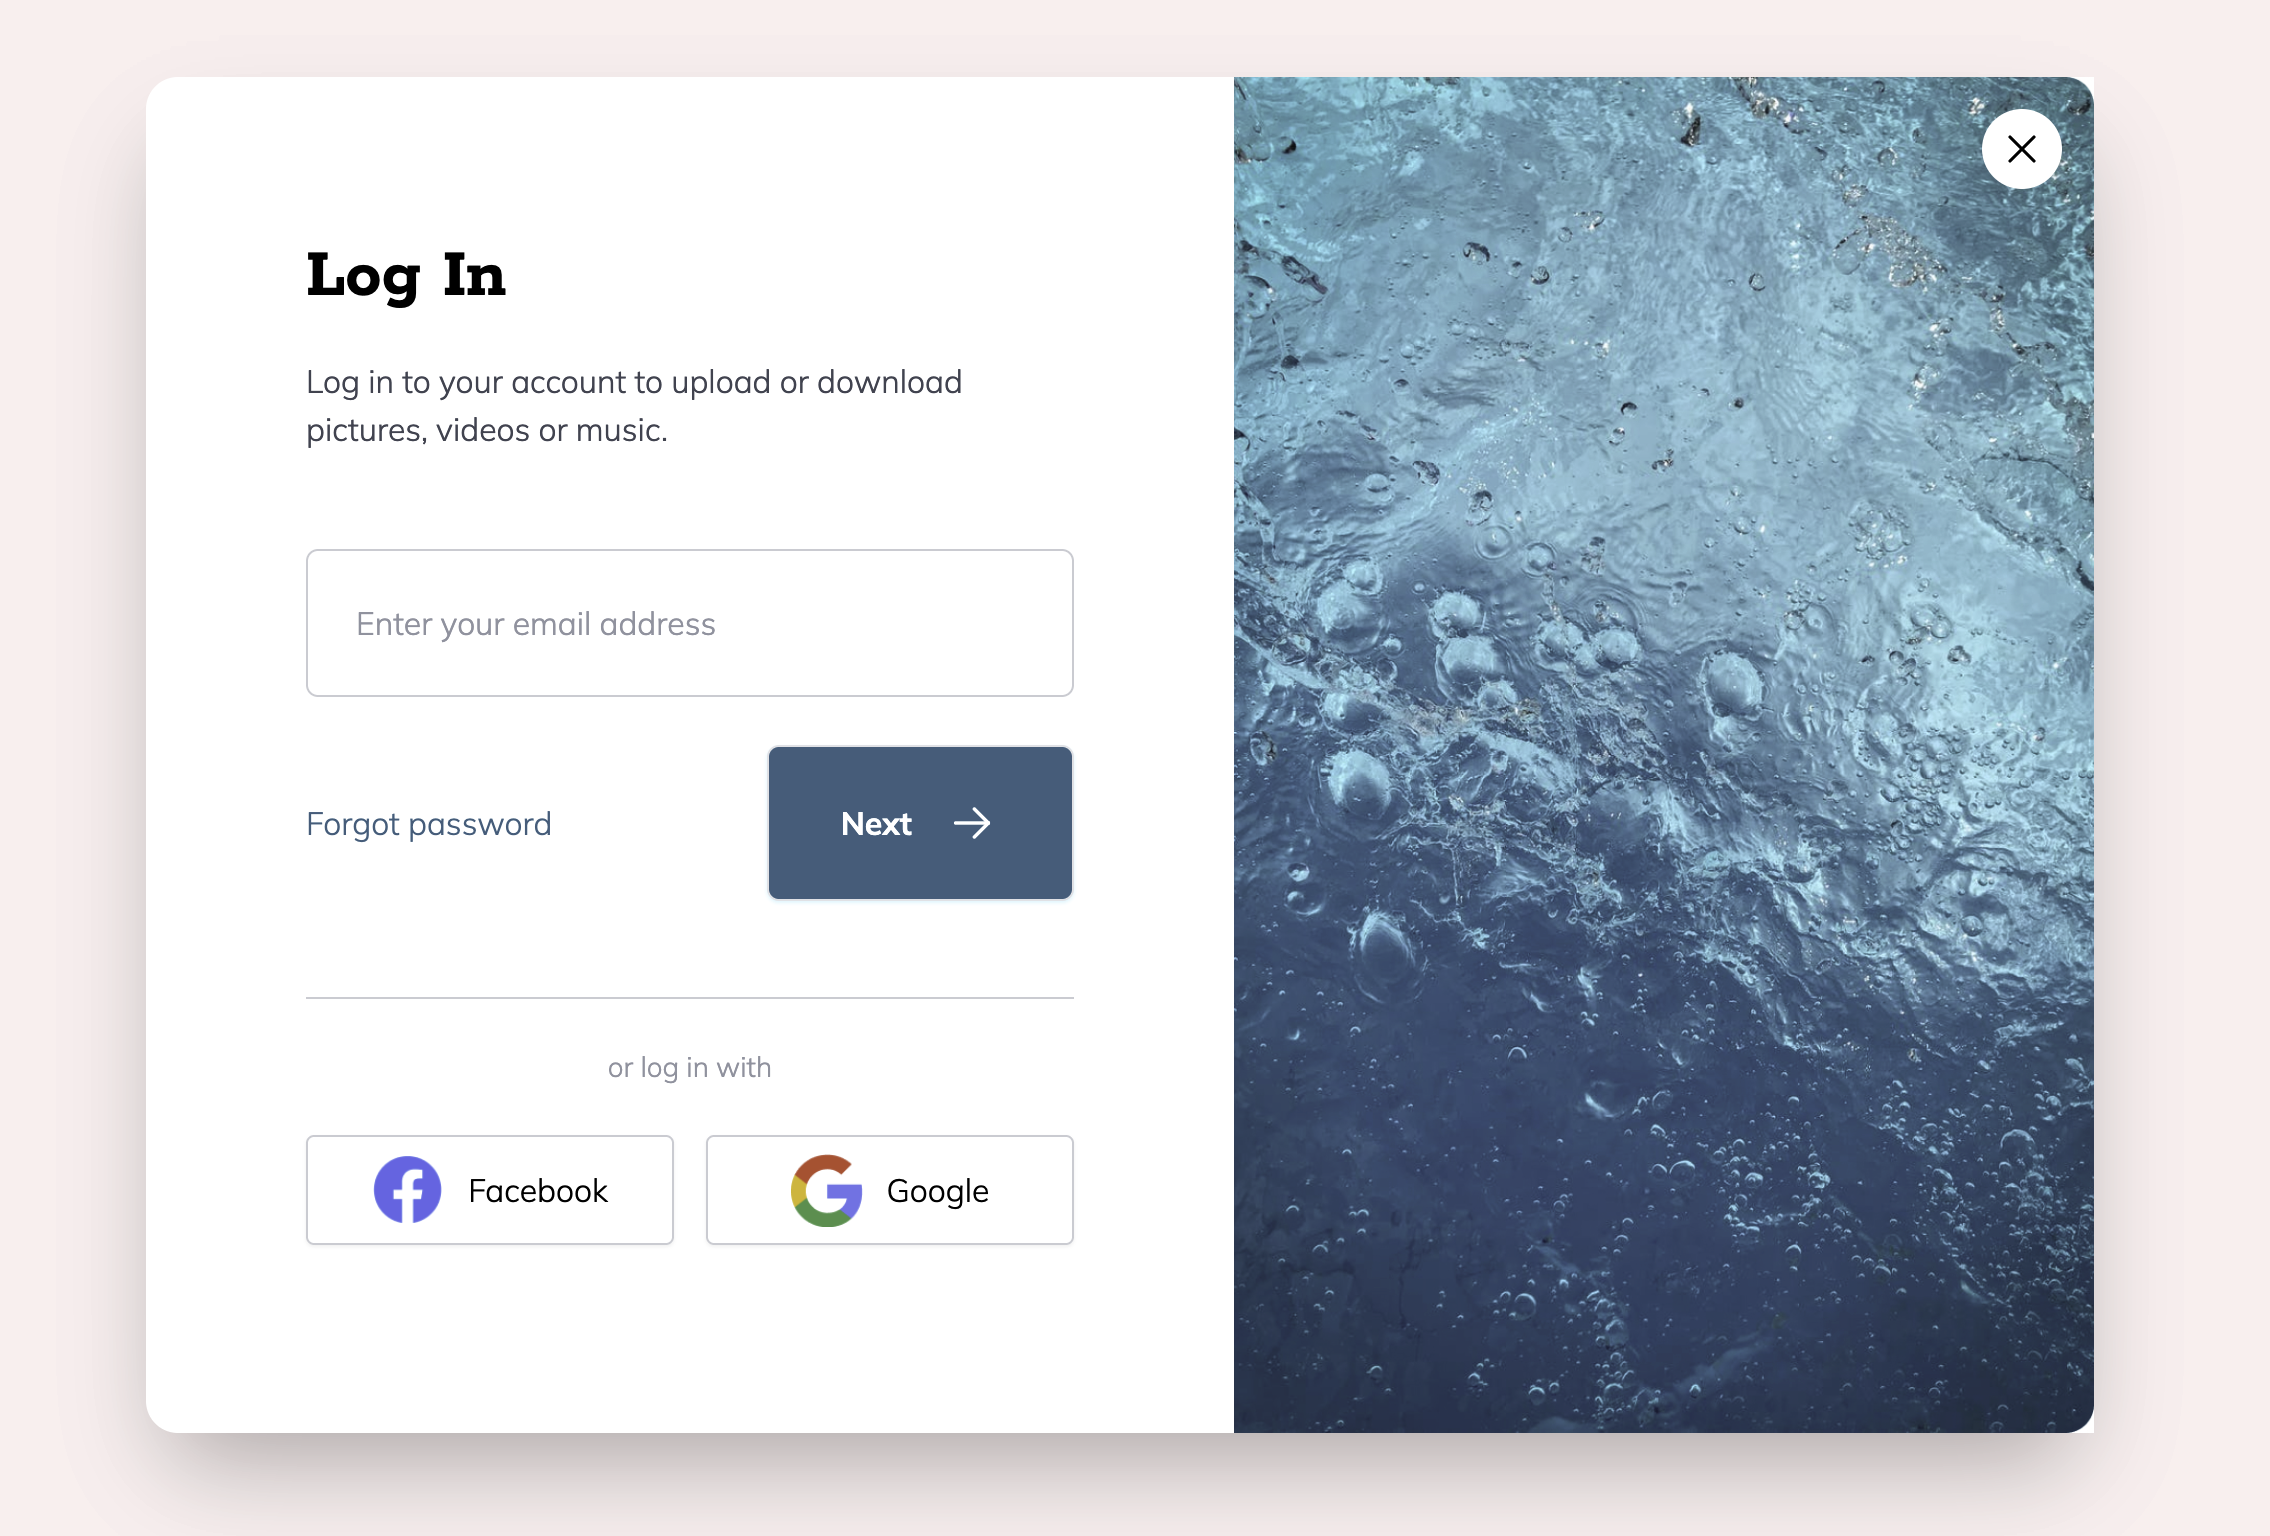 Log In
Log in to your account to upload or download
pictures, videos or music.
Enter your email address
Forgot password
Next
or log in with
Facebook
Google